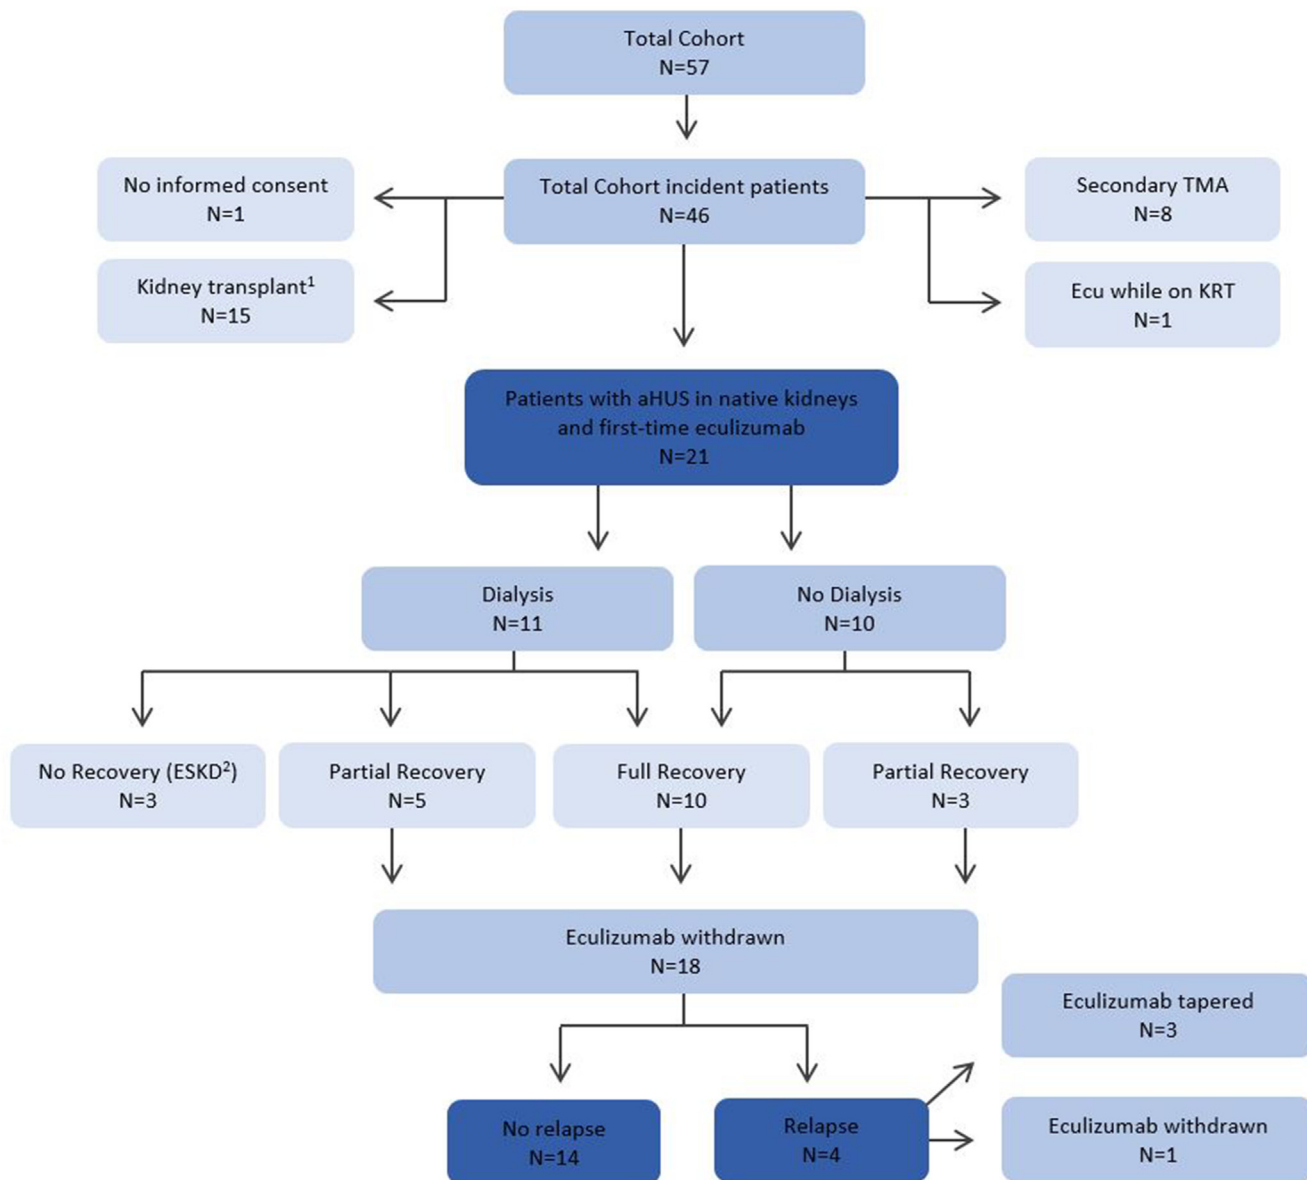 Total Cohort
N=57
No informed consent
N=1
Total Cohort incident patients
N=46
Secondary TMA
N=8
Kidney transplant¹
N=15
Ecu while on KRT
N=1
Patients with aHUS in native kidneys
and first-time eculizumab
N=21
Dialysis
N=11
No Dialysis
N=10
No Recovery (ESKD²)
N=3
Partial Recovery
N=5
Full Recovery
N=10
Partial Recovery
N=3
Eculizumab withdrawn
N=18
Eculizumab tapered
N=3
No relapse
N=14
Relapse
N=4
Eculizumab withdrawn
N=1